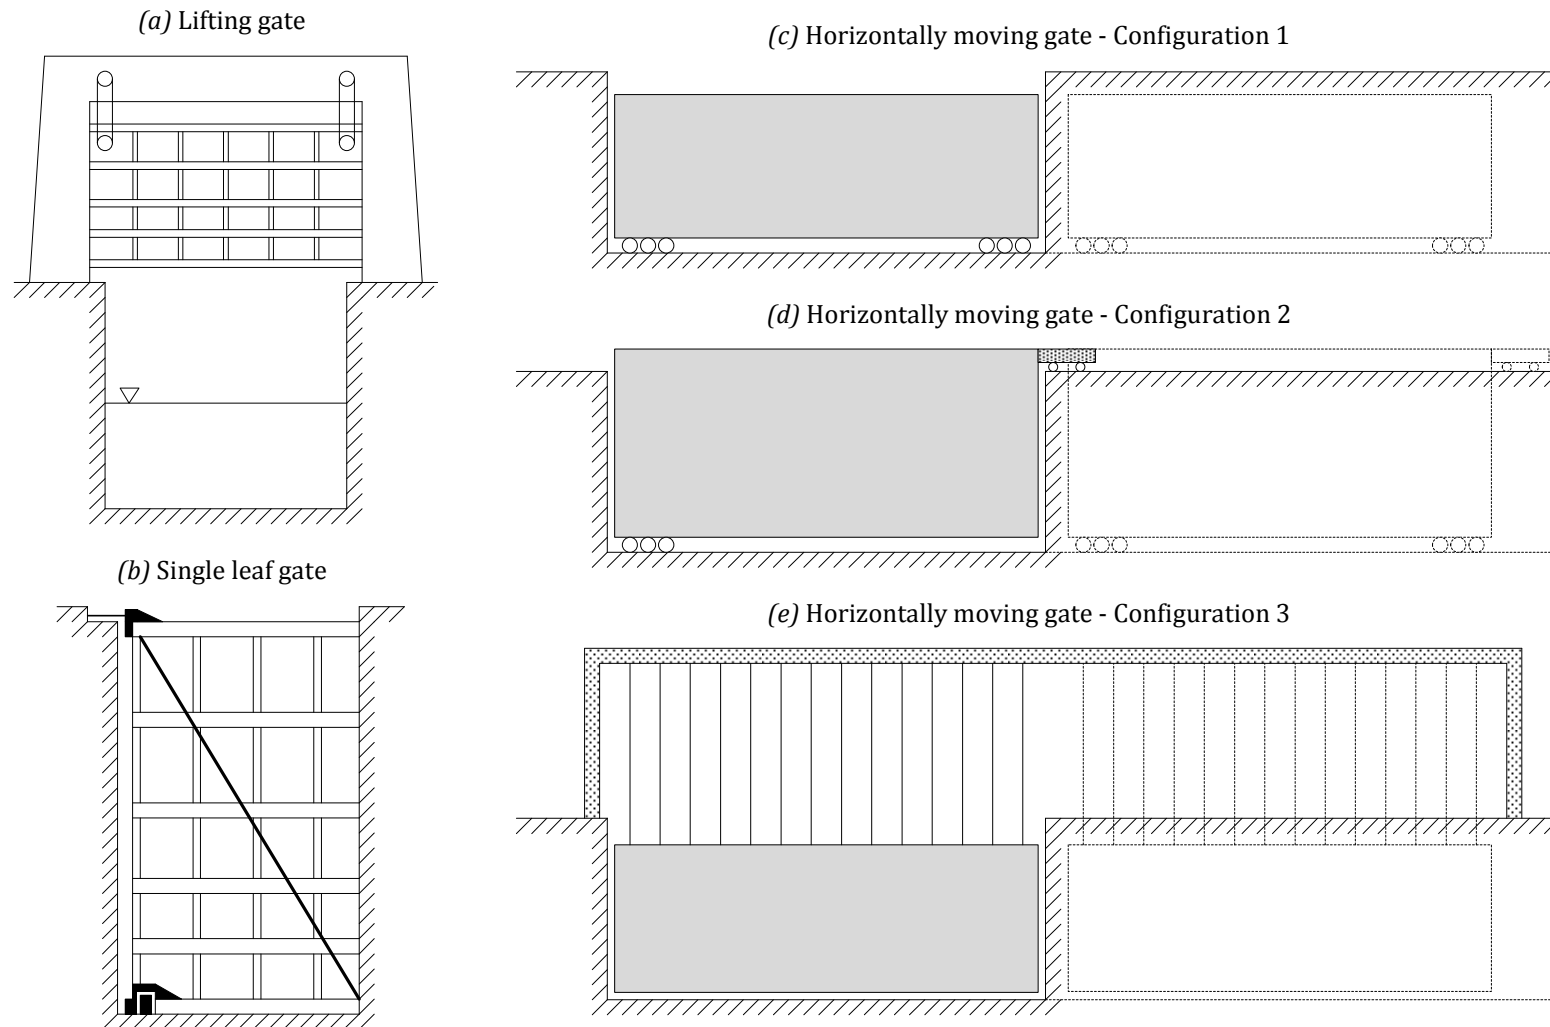 (a) Lifting gate
(b) Single leaf gate
(c) Horizontally moving gate - Configuration 1
(d) Horizontally moving gate - Configuration 2
(e) Horizontally moving gate - Configuration 3